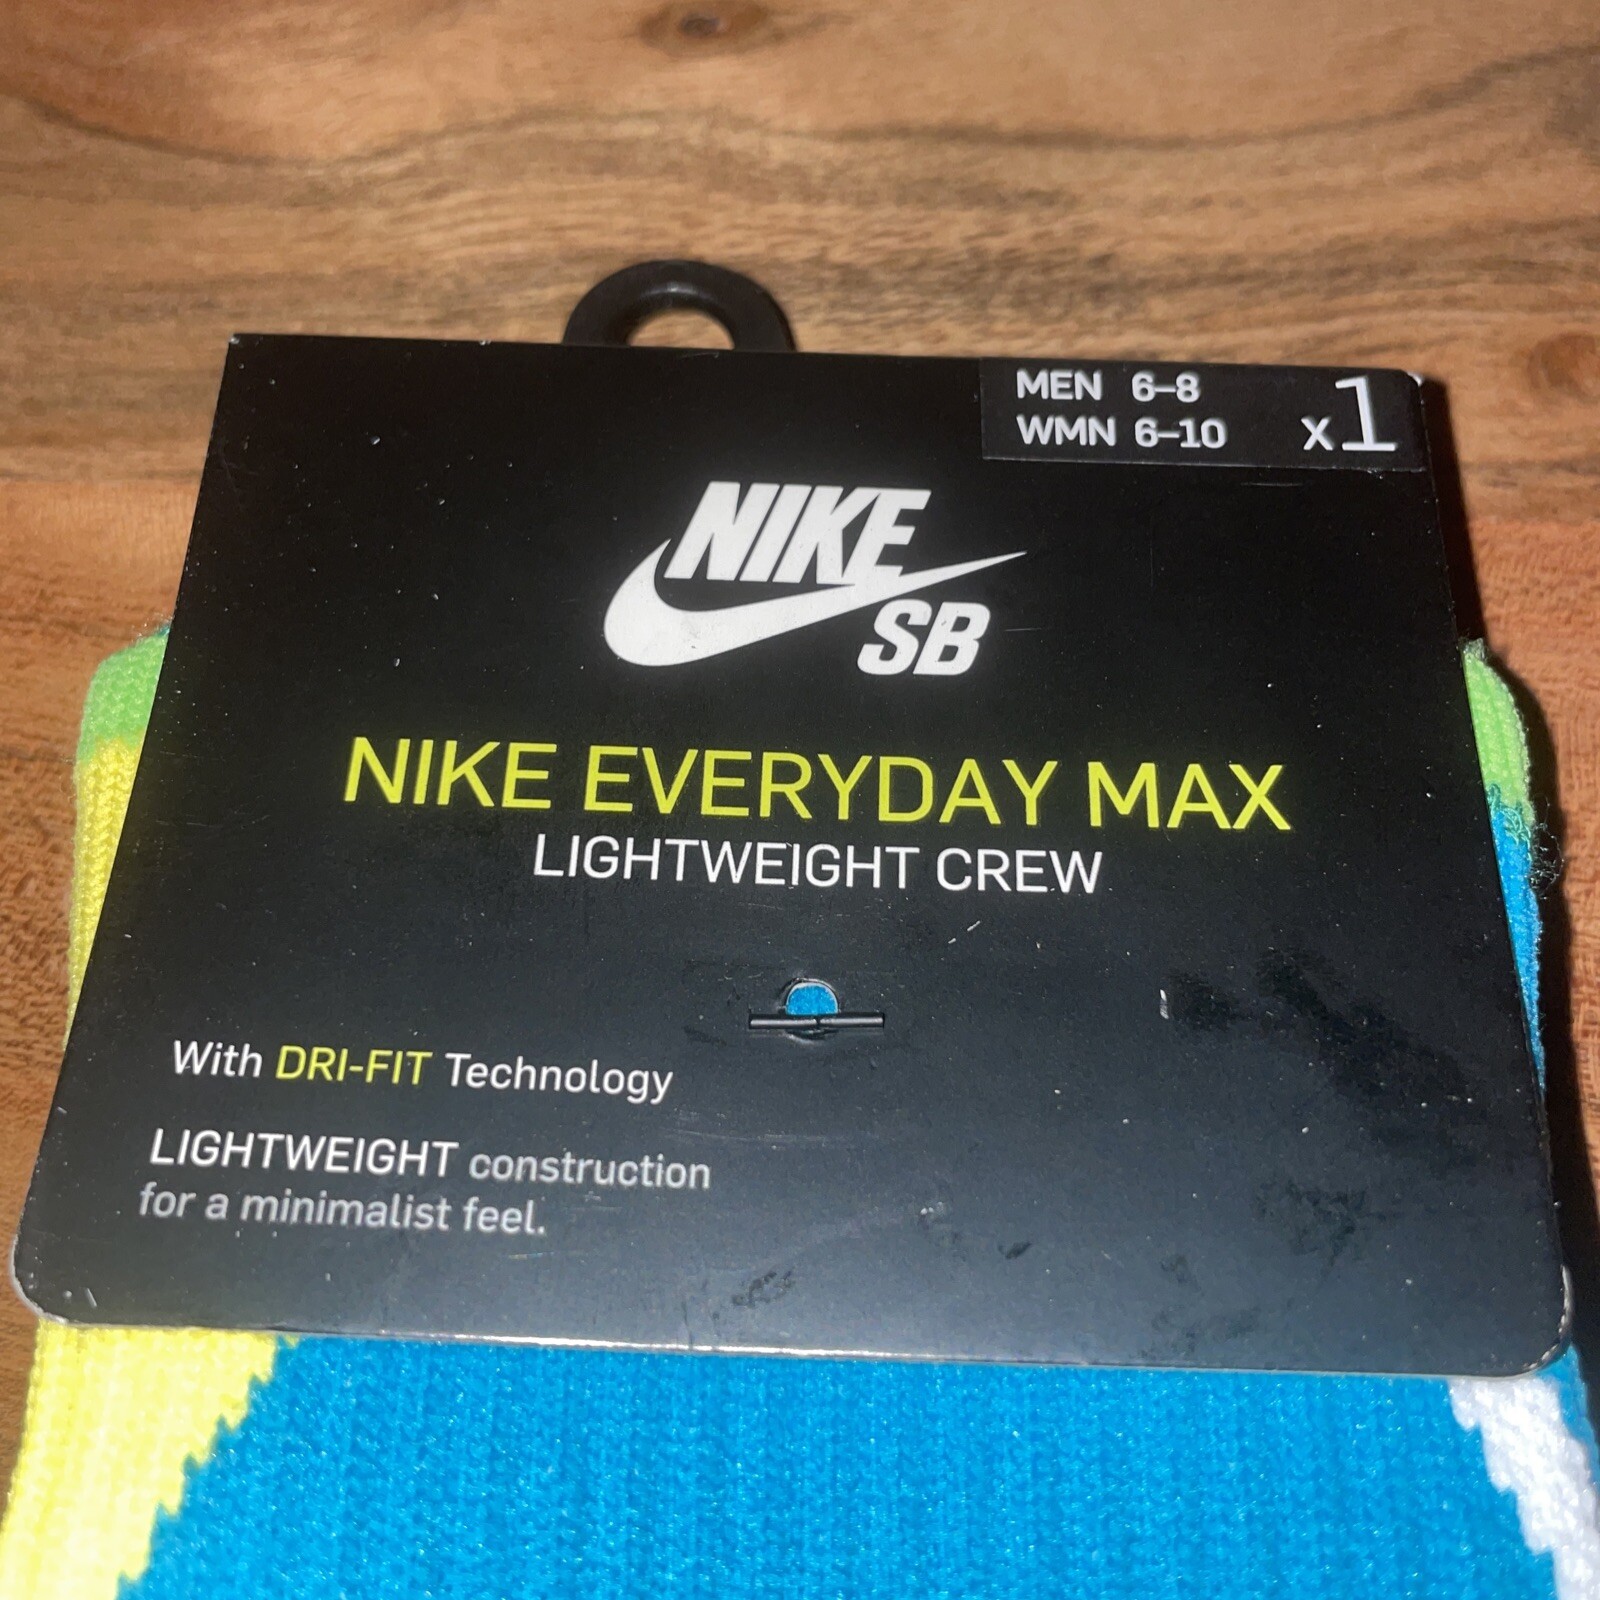 MEN 6–8
WMN 6–10
x1
NIKE
SB
NIKE EVERYDAY MAX
LIGHTWEIGHT CREW
With DRI-FIT Technology
LIGHTWEIGHT construction
for a minimalist feel.